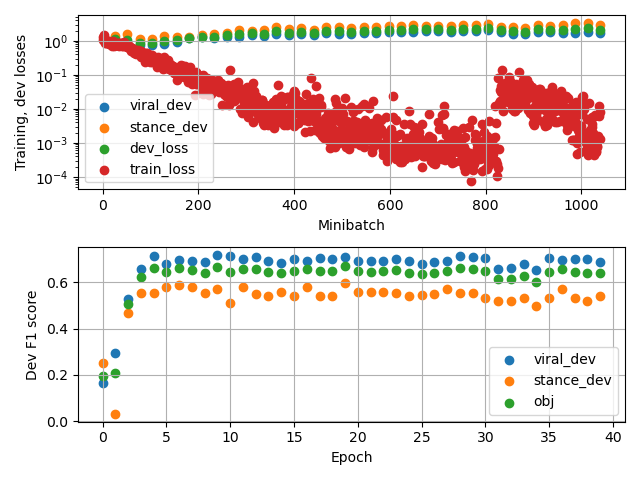 Training, dev losses
10⁰
10⁻¹
10⁻²
10⁻³
10⁻⁴
viral_dev
stance_dev
dev_loss
train_loss
0 200 400 600 800 1000
Minibatch
Dev F1 score
0.6
0.4
0.2
0.0
viral_dev
stance_dev
obj
0 5 10 15 20 25 30 35 40
Epoch